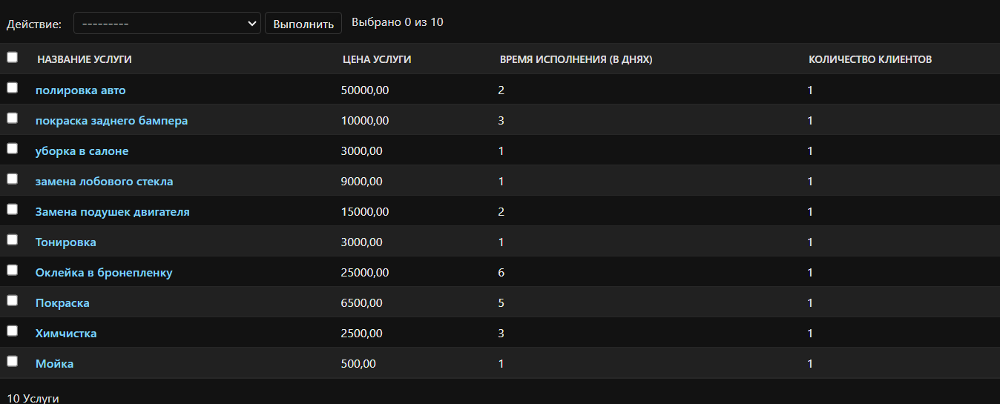 Действие: --------- Выполнить Выбрано 0 из 10
НАЗВАНИЕ УСЛУГИ ЦЕНА УСЛУГИ ВРЕМЯ ИСПОЛНЕНИЯ (В ДНЯХ) КОЛИЧЕСТВО КЛИЕНТОВ
полировка авто 50000,00 2 1
покраска заднего бампера 10000,00 3 1
уборка в салоне 3000,00 1 1
замена лобового стекла 9000,00 1 1
Замена подушек двигателя 15000,00 2 1
Тонировка 3000,00 1 1
Оклейка в бронепленку 25000,00 6 1
Покраска 6500,00 5 1
Химчистка 2500,00 3 1
Мойка 500,00 1 1
10 Услуги